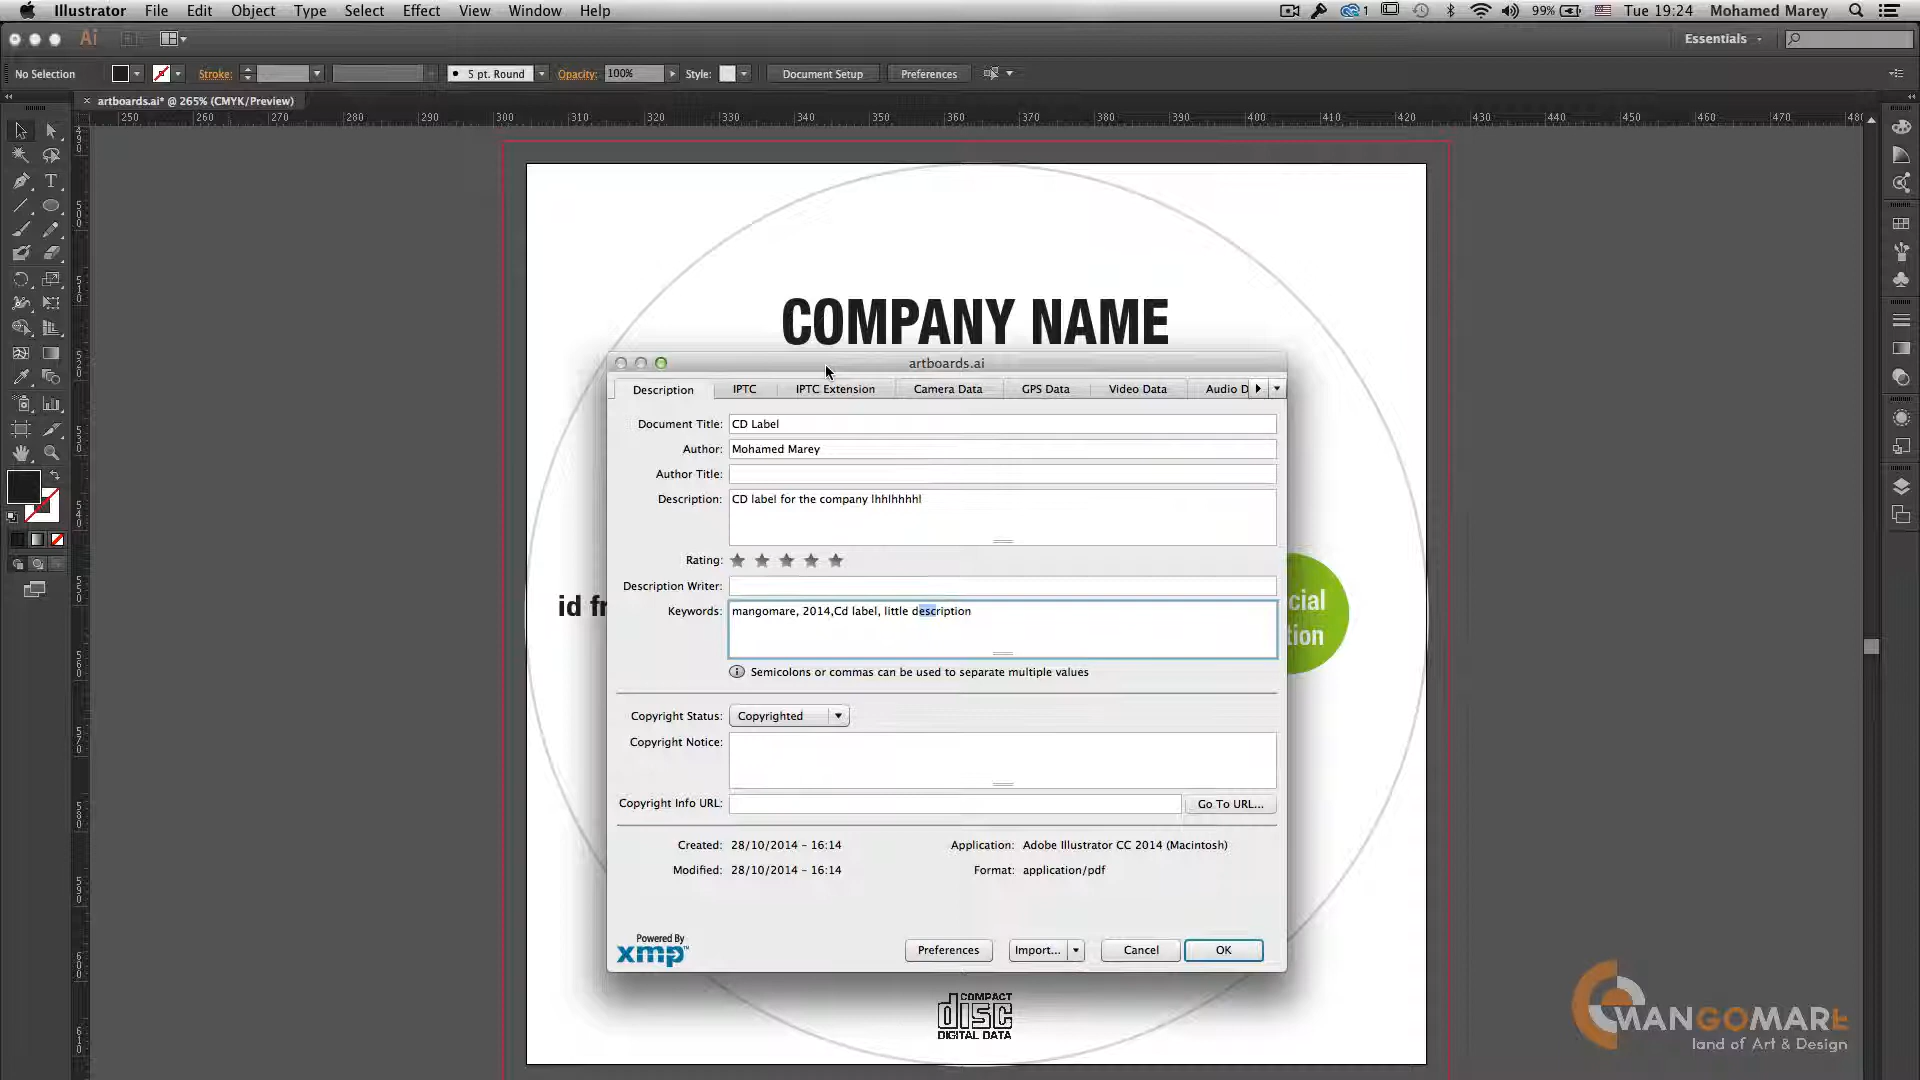 Illustrator File Edit Object Type Select Effect View Window Help
1 99% Tue 19:24 Mohamed Marey
Ai Essentials
No Selection Stroke: 5 pt. Round Opacity: 100% Style: Document Setup Preferences
× artboards.ai* @ 265% (CMYK/Preview)
250 260 270 280 290 300 310 320 330 340 350 360 370 380 390 400 410 420 430 440 450 460 470
COMPANY NAME
artboards.ai
Description IPTC IPTC Extension Camera Data GPS Data Video Data Audio D
Document Title: CD Label
Author: Mohamed Marey
Author Title:
Description: CD label for the company lhhlhhhhl
Rating:
Description Writer:
id fr
cial
tion
Keywords: mangomare, 2014,Cd label, little description
Semicolons or commas can be used to separate multiple values
Copyright Status: Copyrighted
Copyright Notice:
Copyright Info URL: Go To URL...
Created: 28/10/2014 - 16:14 Application: Adobe Illustrator CC 2014 (Macintosh)
Modified: 28/10/2014 - 16:14 Format: application/pdf
Powered By
xmp™
Preferences Import... Cancel OK
COMPACT
disc
DIGITAL DATA
MANGOMARE
land of Art & Design